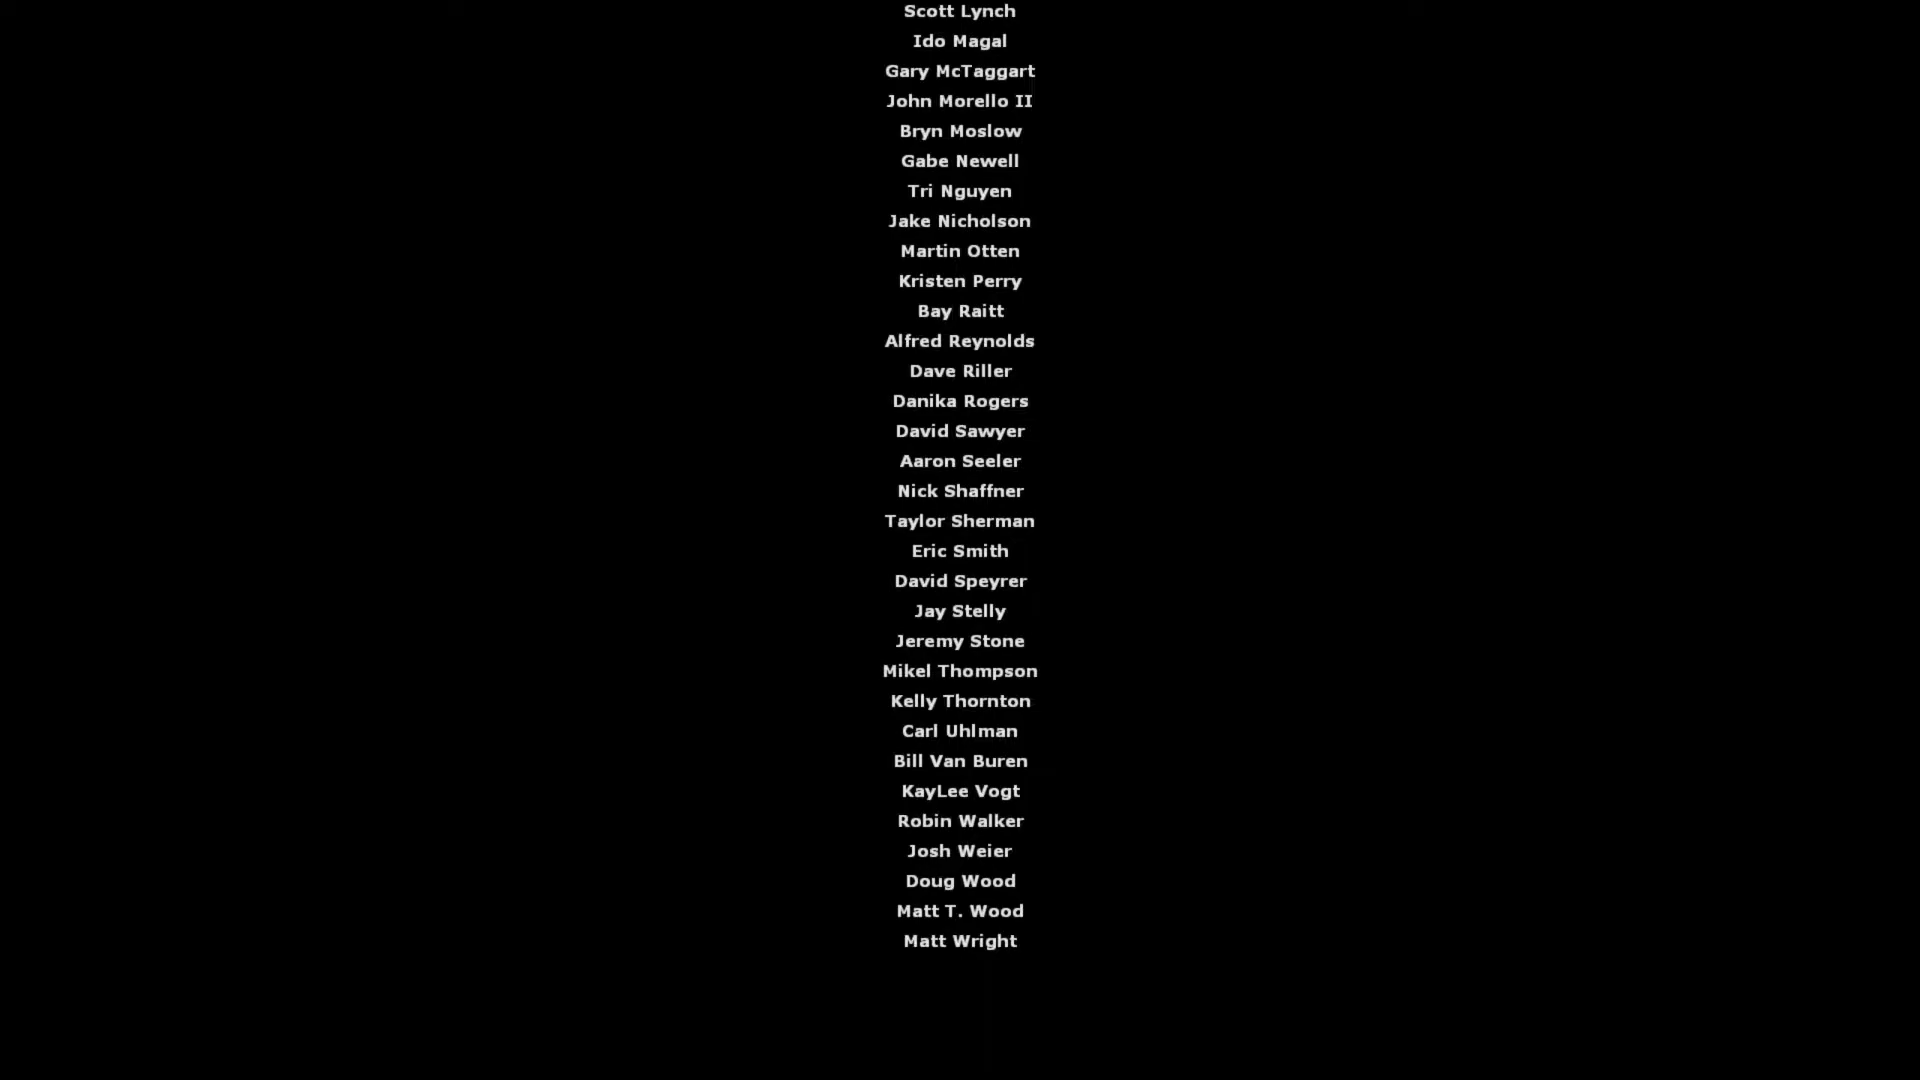 Scott Lynch
Ido Magal
Gary McTaggart
John Morello II
Bryn Moslow
Gabe Newell
Tri Nguyen
Jake Nicholson
Martin Otten
Kristen Perry
Bay Raitt
Alfred Reynolds
Dave Riller
Danika Rogers
David Sawyer
Aaron Seeler
Nick Shaffner
Taylor Sherman
Eric Smith
David Speyrer
Jay Stelly
Jeremy Stone
Mikel Thompson
Kelly Thornton
Carl Uhlman
Bill Van Buren
KayLee Vogt
Robin Walker
Josh Weier
Doug Wood
Matt T. Wood
Matt Wright